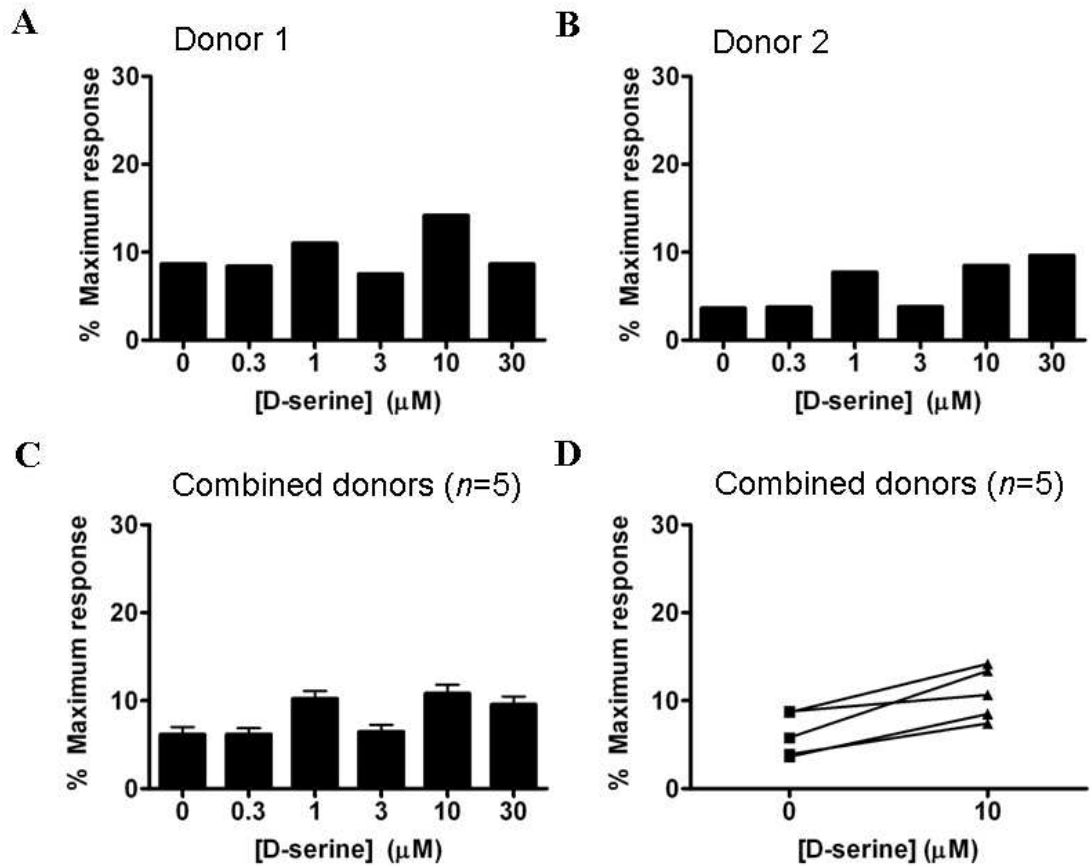 A
Donor 1
% Maximum response
30
20
10
0
0 0.3 1 3 10 30
[D-serine] (μM)
B
Donor 2
% Maximum response
30
20
10
0
0 0.3 1 3 10 30
[D-serine] (μM)
C
Combined donors (n=5)
% Maximum response
30
20
10
0
0 0.3 1 3 10 30
[D-serine] (μM)
D
Combined donors (n=5)
% Maximum response
30
20
10
0
0 10
[D-serine] (μM)